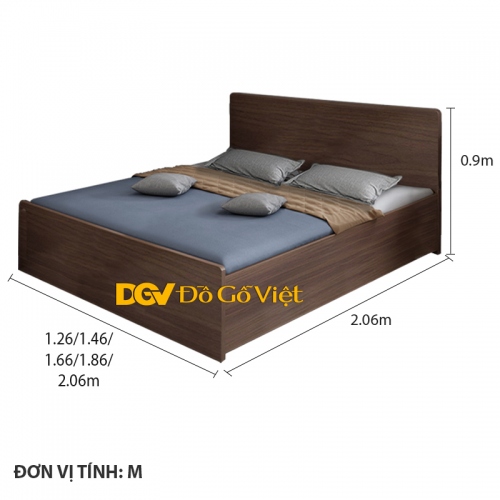 0.9m
DGV Đồ Gỗ Việt
2.06m
1.26/1.46/
1.66/1.86/
2.06m
ĐƠN VỊ TÍNH: M